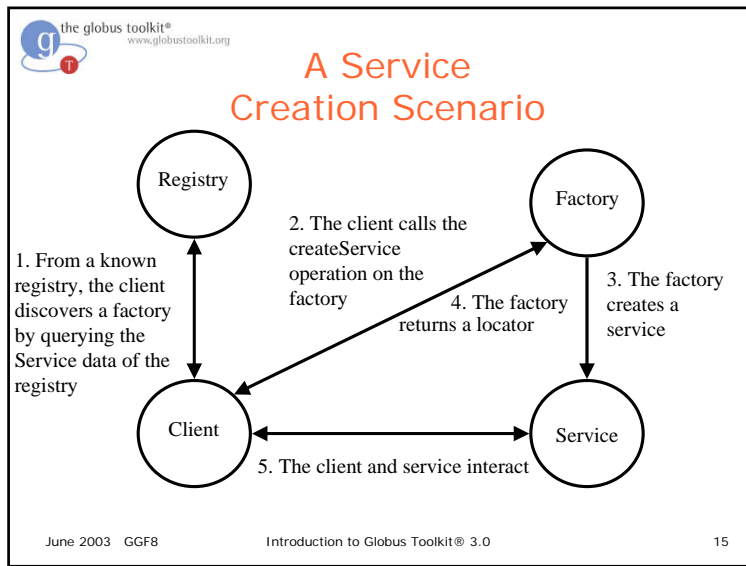 the globus toolkit®
www.globustoolkit.org
g
T
A Service
Creation Scenario
Registry
Factory
1. From a known
registry, the client
discovers a factory
by querying the
Service data of the
registry
2. The client calls the
createService
operation on the
factory
3. The factory
creates a
service
4. The factory
returns a locator
Client
Service
5. The client and service interact
June 2003 GGF8
Introduction to Globus Toolkit® 3.0
15